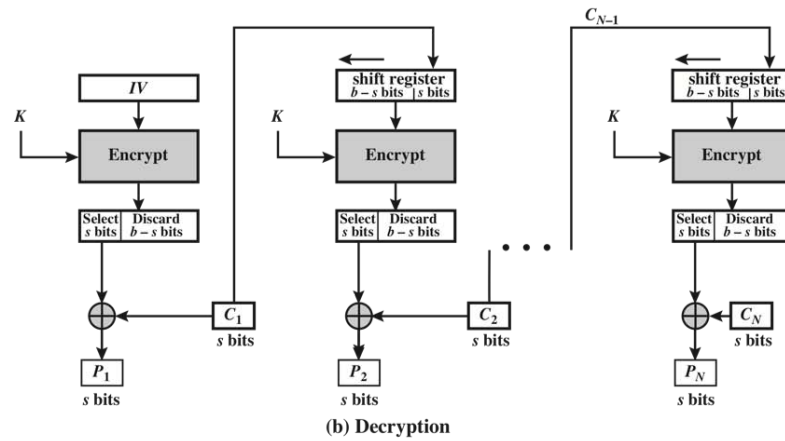 C_{N–1}
IV
shift register
b – s bits | s bits
shift register
b – s bits | s bits
K
K
K
Encrypt
Encrypt
Encrypt
Select
s bits
Discard
b – s bits
Select
s bits
Discard
b – s bits
Select
s bits
Discard
b – s bits
• • •
C_1
s bits
C_2
s bits
C_N
s bits
P_1
s bits
P_2
s bits
P_N
s bits
(b) Decryption